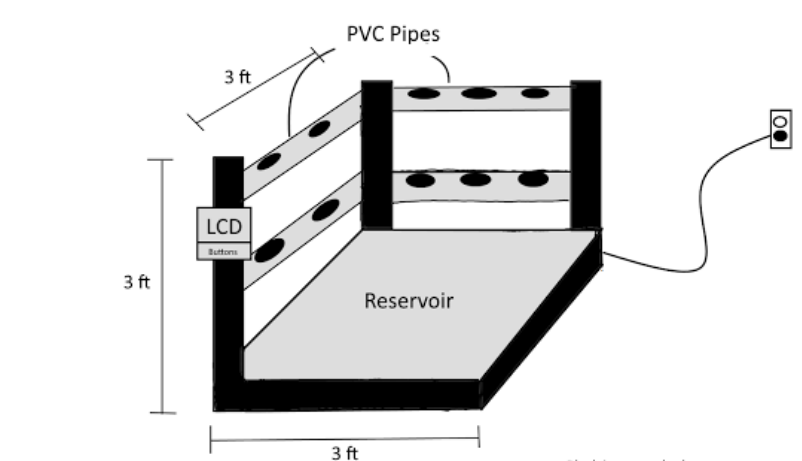 PVC Pipes
3 ft
LCD
Buttons
3 ft
Reservoir
3 ft